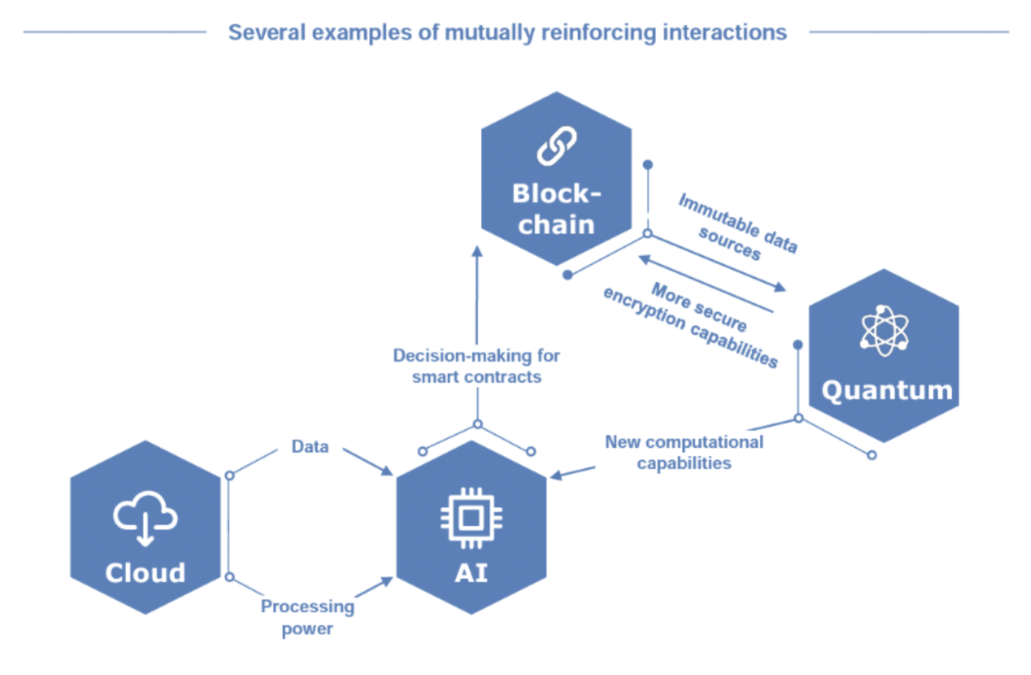 Several examples of mutually reinforcing interactions
Block-
chain
Immutable data
sources
More secure
encryption capabilities
Quantum
Decision-making for
smart contracts
New computational
capabilities
Data
Cloud
AI
Processing
power